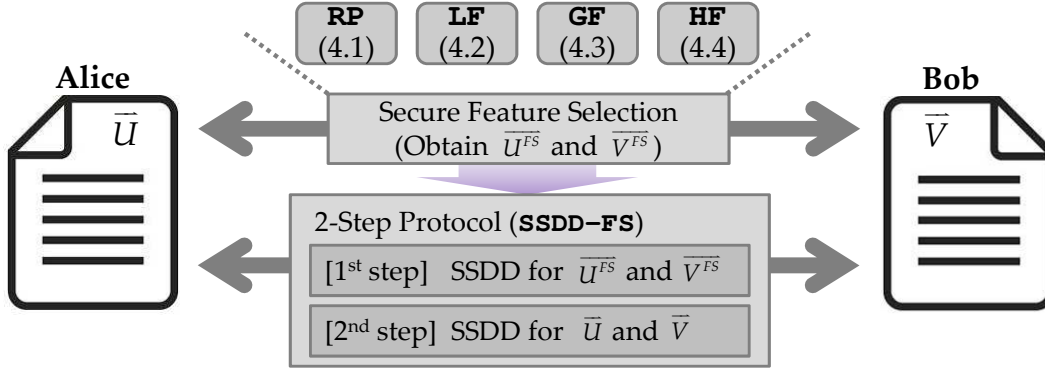 RP LF GF HF
(4.1) (4.2) (4.3) (4.4)
Alice Bob
Secure Feature Selection
(Obtain U^FS and V^FS)
U V
2-Step Protocol (SSDD–FS)
[1st step] SSDD for U^FS and V^FS
[2nd step] SSDD for U and V